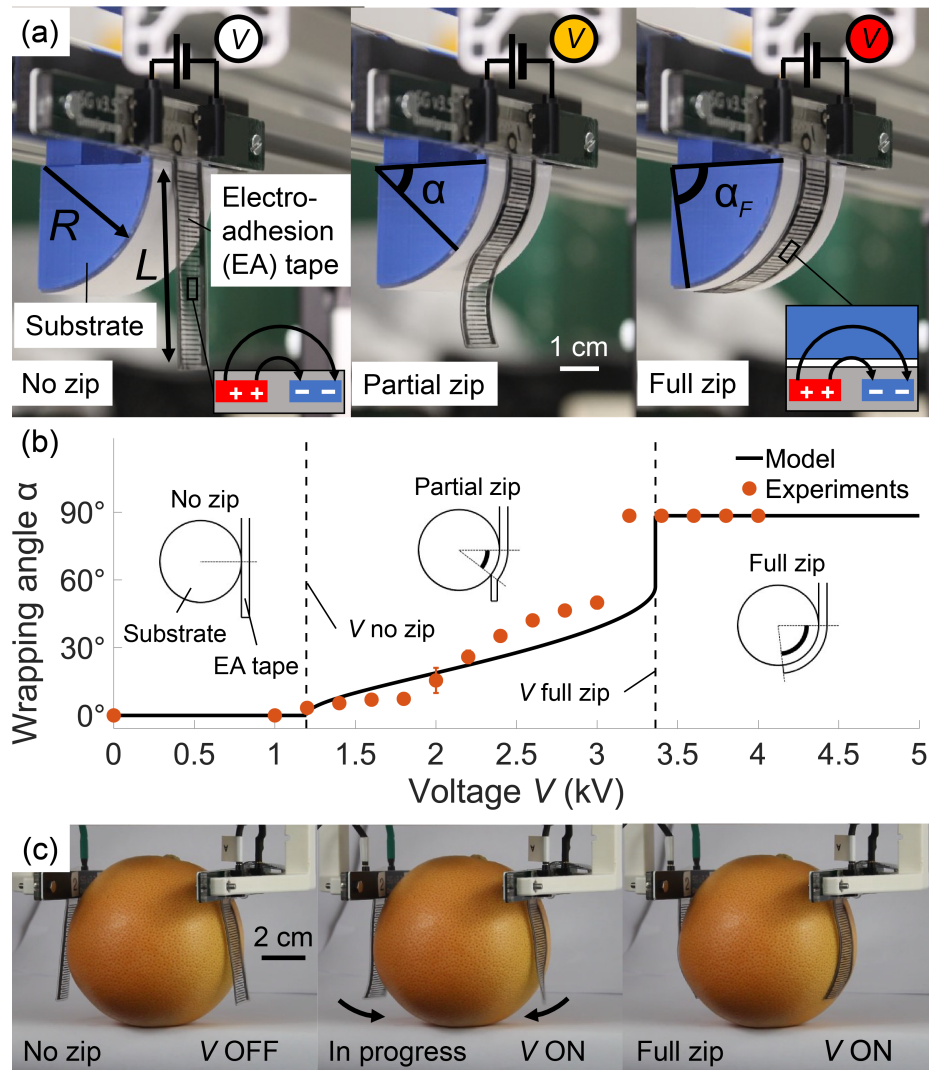 (a)
V
V
V
R
L
Electro-
adhesion
(EA) tape
Substrate
No zip
+ +
− −
α
Partial zip
1 cm
αF
Full zip
+ +
− −
(b)
Wrapping angle α
90°
60°
30°
0°
No zip
Substrate
EA tape
V no zip
Partial zip
V full zip
Model
Experiments
Full zip
0
0.5
1
1.5
2
2.5
3
3.5
4
4.5
5
Voltage V (kV)
(c)
2
A
2 cm
No zip
V OFF
In progress
V ON
Full zip
V ON